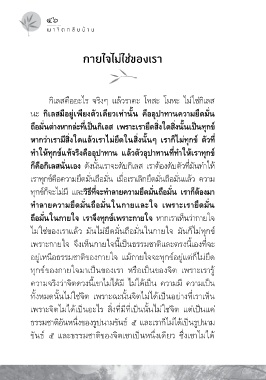 ๔๖
พาจิตกลับบ้าน
กายใจไม่ใช่ของเรา
กิเลสคืออะไร จริงๆ แล้วราคะ โทสะ โมหะ ไม่ใช่กิเลส
นะ กิเลสมีอยู่เพียงตัวเดียวเท่านั้น คืออุปาทานความยึดมั่น
ถือมั่นต่างหากล่ะที่เป็นกิเลส เพราะเรายึดสิ่งใดสิ่งนั้นเป็นทุกข์
หากว่าเรามีสิ่งใดแล้วเราไม่ยึดในสิ่งนั้นๆ เราก็ไม่ทุกข์ ตัวที่
ทำให้ทุกข์แท้จริงคืออุปาทาน แล้วตัวอุปาทานที่ทำให้เราทุกข์
ก็คือกิเลสนั่นเอง ดังนั้นเราจะดับกิเลส เราต้องดับตัวที่มันทำให้
เราทุกข์คือความยึดมั่นถือมั่น เมื่อเราเลิกยึดมั่นถือมั่นแล้ว ความ
ทุกข์ก็จะไม่มี และวิธีที่จะทำลายความยึดมั่นถือมั่น เราก็ต้องมา
ทำลายความยึดมั่นถือมั่นในกายและใจ เพราะเรายึดมั่น
ถือมั่นในกายใจ เราจึงทุกข์เพราะกายใจ หากเราเห็นว่ากายใจ
ไม่ใช่ของเราแล้ว มันไม่ยึดมั่นถือมั่นในกายใจ มันก็ไม่ทุกข์
เพราะกายใจ จึงเห็นกายใจนี้เป็นธรรมชาติและตรงนี้เองที่จะ
อยู่เหนือธรรมชาติของกายใจ แม้กายใจจะทุกข์อยู่แต่ก็ไม่ยึด
ทุกข์ของกายใจมาเป็นของเรา หรือเป็นของจิต เพราะเรารู้
ความจริงว่าจิตดวงนี้เขาไม่ได้มี ไม่ได้เป็น ความมี ความเป็น
ทั้งหมดนั้นไม่ใช่จิต เพราะฉะนั้นจิตไม่ได้เป็นอย่างที่เราเห็น
เพราะจิตไม่ได้เป็นอะไร สิ่งที่มีที่เป็นนั้นไม่ใช่จิต แต่เป็นแค่
ธรรมชาติอันหนึ่งของรูปนามขันธ์ ๕ และเราก็ไม่ได้เป็นรูปนาม
ขันธ์ ๕ และธรรมชาติของจิตเขาเป็นหนึ่งเดียว ซึ่งเขาไม่ได้